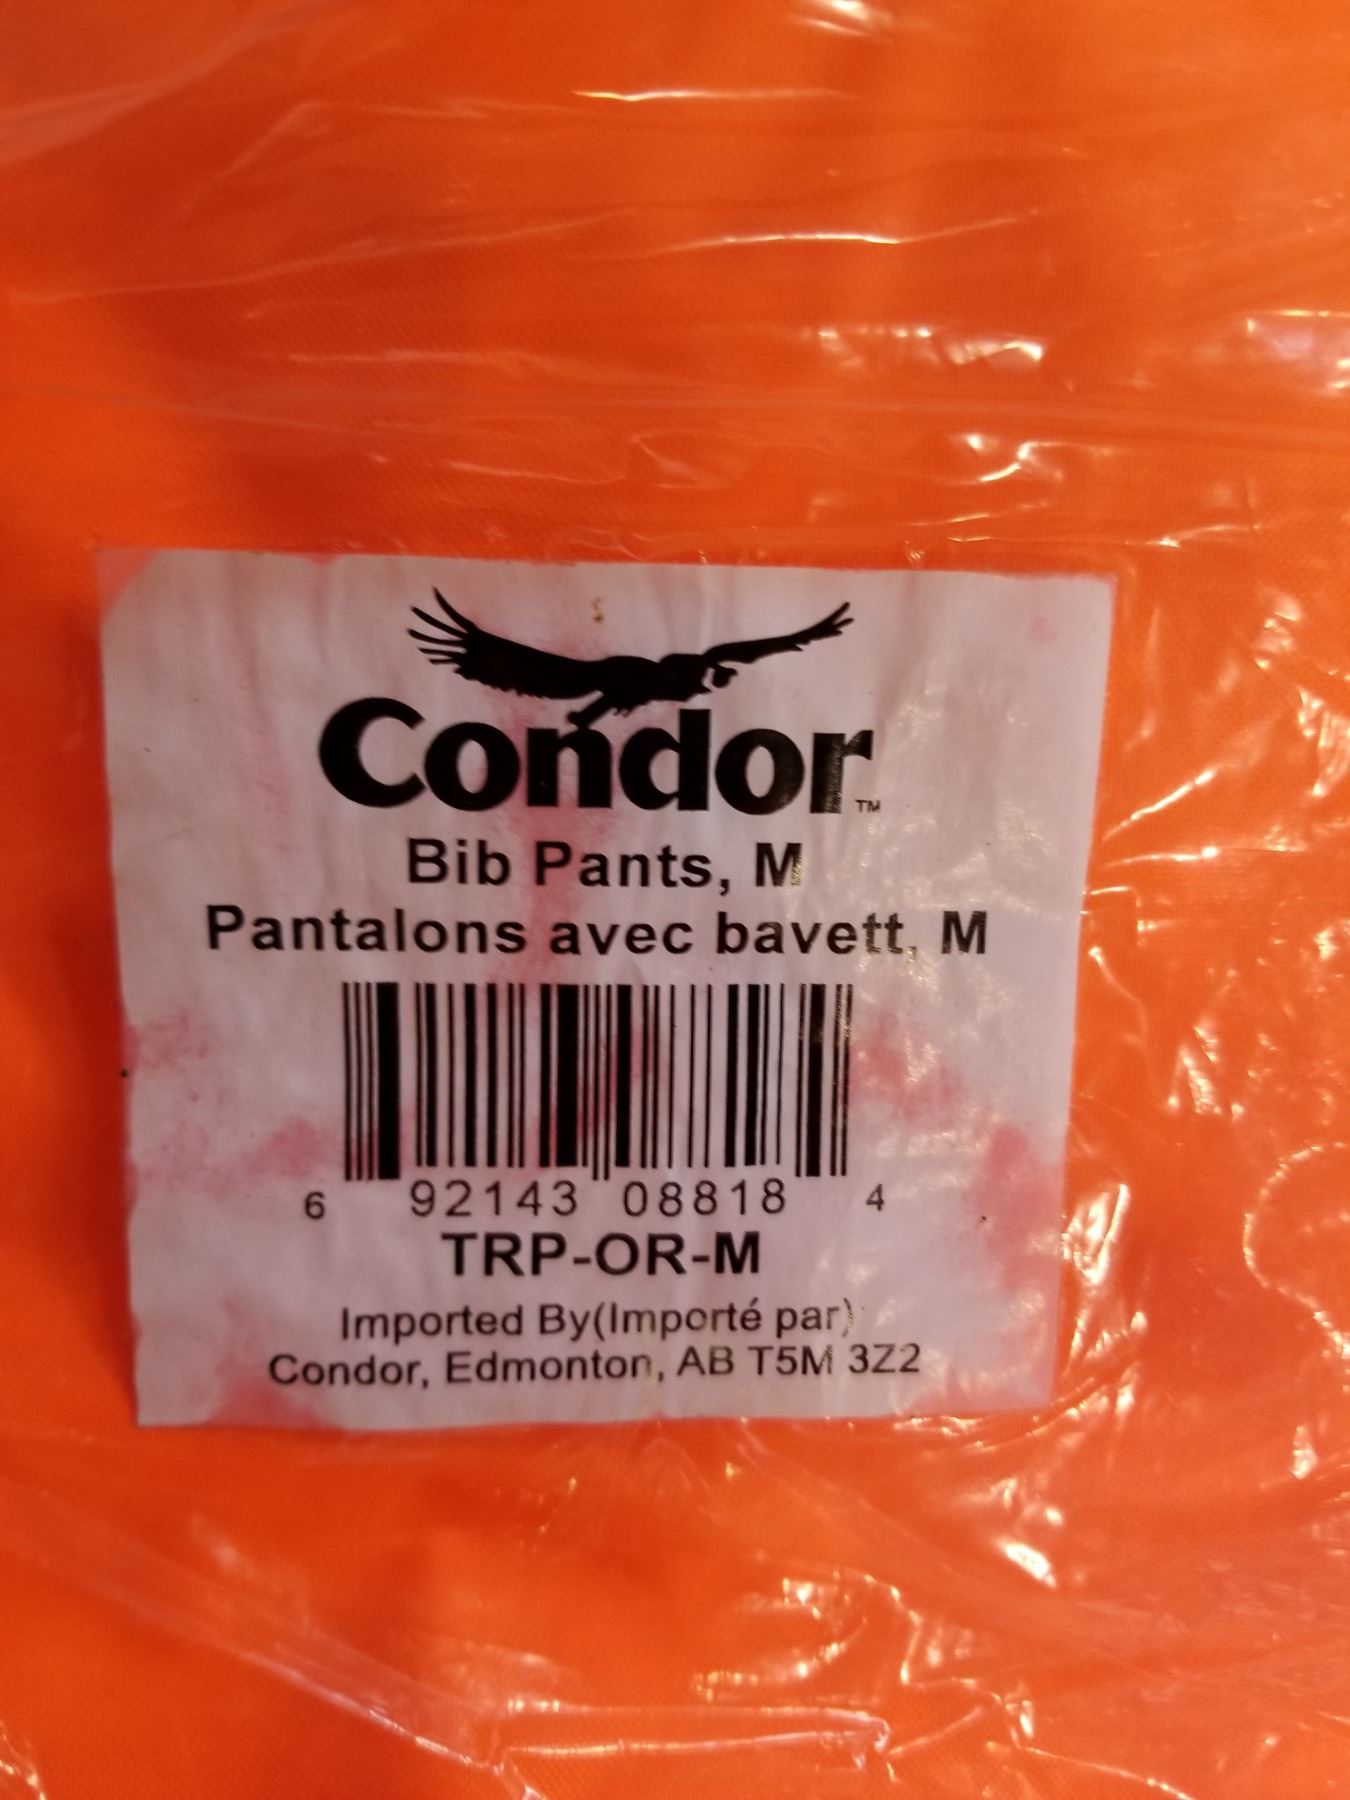 Condor™
Bib Pants, M
Pantalons avec bavett, M
6 92143 08818 4
TRP-OR-M
Imported By(Importé par)
Condor, Edmonton, AB T5M 3Z2